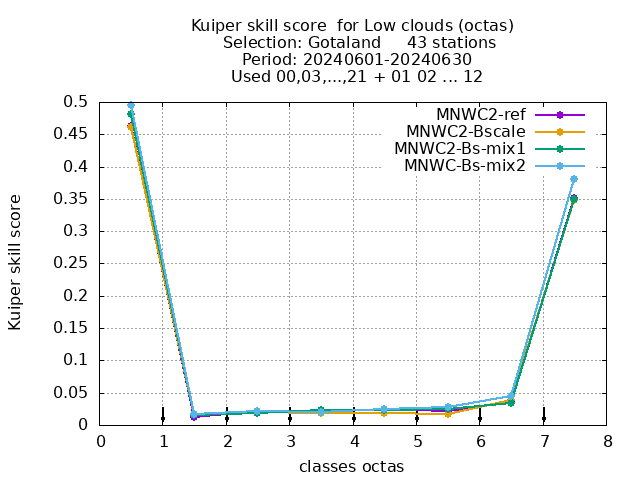 Kuiper skill score  for Low clouds (octas)
Selection: Gotaland     43 stations
Period: 20240601-20240630
Used 00,03,...,21 + 01 02 ... 12
MNWC2-ref
MNWC2-Bscale
MNWC2-Bs-mix1
MNWC-Bs-mix2
Kuiper skill score
0.5
0.45
0.4
0.35
0.3
0.25
0.2
0.15
0.1
0.05
0
0 1 2 3 4 5 6 7 8
classes octas